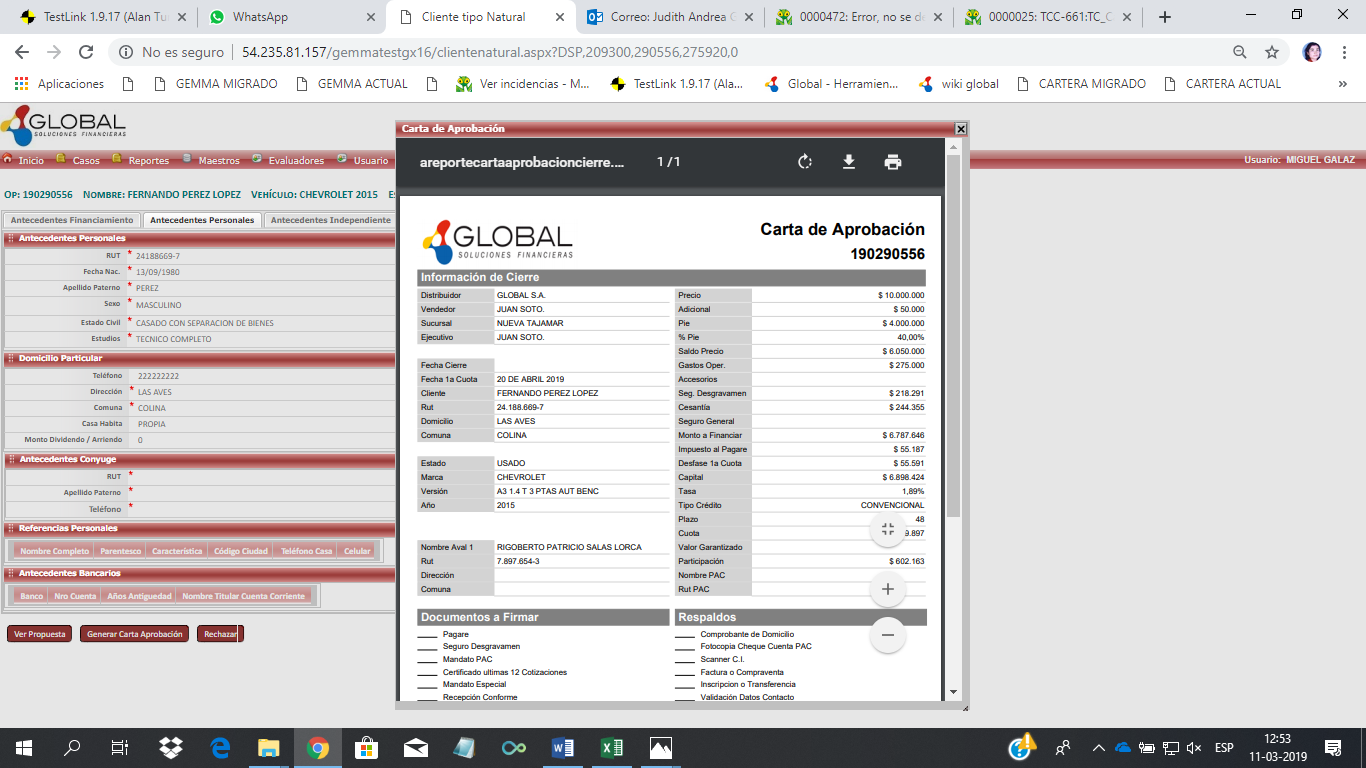 TestLink 1.9.17 (Alan Tu
WhatsApp
Cliente tipo Natural
Correo: Judith Andrea G
0000472: Error, no se d
0000025: TCC-661:TC_C
No es seguro | 54.235.81.157/gemmatestgx16/clientenatural.aspx?DSP,209300,290556,275920,0
Aplicaciones
GEMMA MIGRADO
GEMMA ACTUAL
Ver incidencias - M...
TestLink 1.9.17 (Ala...
Global - Herramien...
wiki global
CARTERA MIGRADO
CARTERA ACTUAL
»
GLOBAL
SOLUCIONES FINANCIERAS
Inicio
Casos
Reportes
Maestros
Evaluadores
Usuario
Usuario: MIGUEL GALAZ
OP: 190290556 NOMBRE: FERNANDO PEREZ LOPEZ VEHÍCULO: CHEVROLET 2015
Antecedentes Financiamiento
Antecedentes Personales
Antecedentes Independiente
Antecedentes Personales
RUT * 24188669-7
Fecha Nac. * 13/09/1980
Apellido Paterno * PEREZ
Sexo * MASCULINO
Estado Civil * CASADO CON SEPARACION DE BIENES
Estudios * TECNICO COMPLETO
Domicilio Particular
Teléfono 222222222
Dirección * LAS AVES
Comuna * COLINA
Casa Habita PROPIA
Monto Dividendo / Arriendo 0
Antecedentes Conyuge
RUT *
Apellido Paterno *
Teléfono *
Referencias Personales
Nombre Completo Parentesco Característica Código Ciudad Teléfono Casa Celular
Antecedentes Bancarios
Banco Nro Cuenta Años Antiguedad Nombre Titular Cuenta Corriente
Ver Propuesta
Generar Carta Aprobación
Rechazar
Carta de Aprobación
areportecartaaprobacioncierre....
1 / 1
GLOBAL
SOLUCIONES FINANCIERAS
Carta de Aprobación
190290556
Información de Cierre
Distribuidor GLOBAL S.A.
Vendedor JUAN SOTO.
Sucursal NUEVA TAJAMAR
Ejecutivo JUAN SOTO.
Fecha Cierre
Fecha 1a Cuota 20 DE ABRIL 2019
Cliente FERNANDO PEREZ LOPEZ
Rut 24.188.669-7
Domicilio LAS AVES
Comuna COLINA
Estado USADO
Marca CHEVROLET
Versión A3 1.4 T 3 PTAS AUT BENC
Año 2015
Nombre Aval 1 RIGOBERTO PATRICIO SALAS LORCA
Rut 7.897.654-3
Dirección
Comuna
Precio $ 10.000.000
Adicional $ 50.000
Pie $ 4.000.000
% Pie 40,00%
Saldo Precio $ 6.050.000
Gastos Oper. $ 275.000
Accesorios
Seg. Desgravamen $ 218.291
Cesantía $ 244.355
Seguro General
Monto a Financiar $ 6.787.646
Impuesto al Pagare $ 55.187
Desfase 1a Cuota $ 55.591
Capital $ 6.898.424
Tasa 1,89%
Tipo Crédito CONVENCIONAL
Plazo 48
Cuota 9.897
Valor Garantizado
Participación $ 602.163
Nombre PAC
Rut PAC
Documentos a Firmar
Pagare
Seguro Desgravamen
Mandato PAC
Certificado ultimas 12 Cotizaciones
Mandato Especial
Recepción Conforme
Respaldos
Comprobante de Domicilio
Fotocopia Cheque Cuenta PAC
Scanner C.I.
Factura o Compraventa
Inscripcion o Transferencia
Validación Datos Contacto
ESP
12:53
11-03-2019